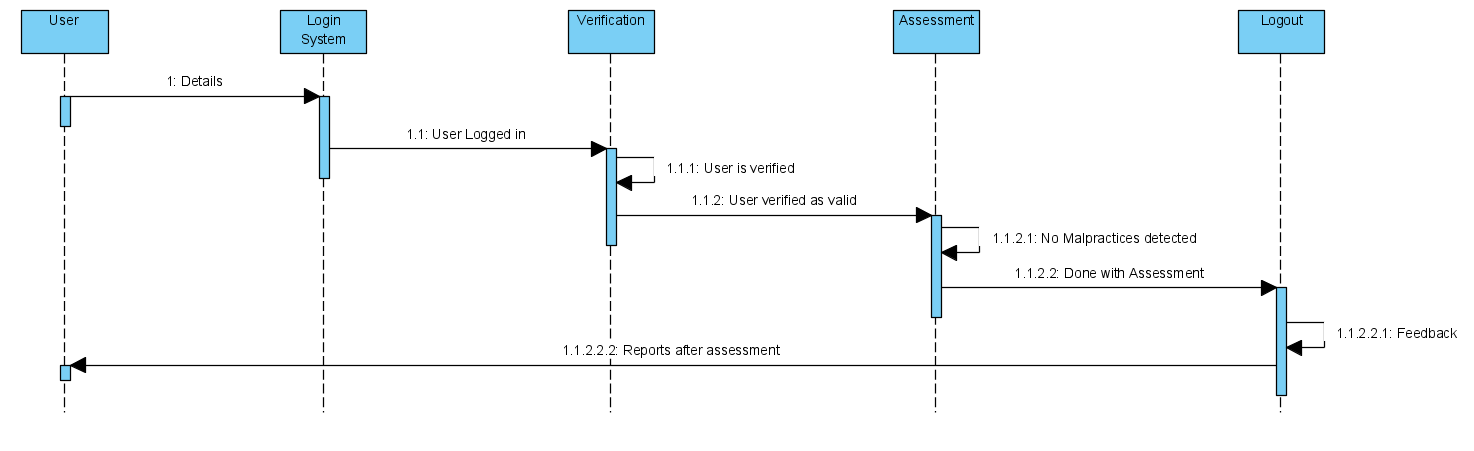 User
Login
System
Verification
Assessment
Logout
1: Details
1.1: User Logged in
1.1.1: User is verified
1.1.2: User verified as valid
1.1.2.1: No Malpractices detected
1.1.2.2: Done with Assessment
1.1.2.2.1: Feedback
1.1.2.2.2: Reports after assessment